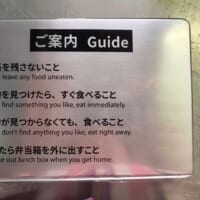 ご案内 Guide
を残さないこと
leave any food uneaten.
を見つけたら、すぐ食べること
find something you like, eat immediately.
が見つからなくても、食べること
don't find anything you like, eat right away.
たら弁当箱を外に出すこと
out lunch box when you get home.